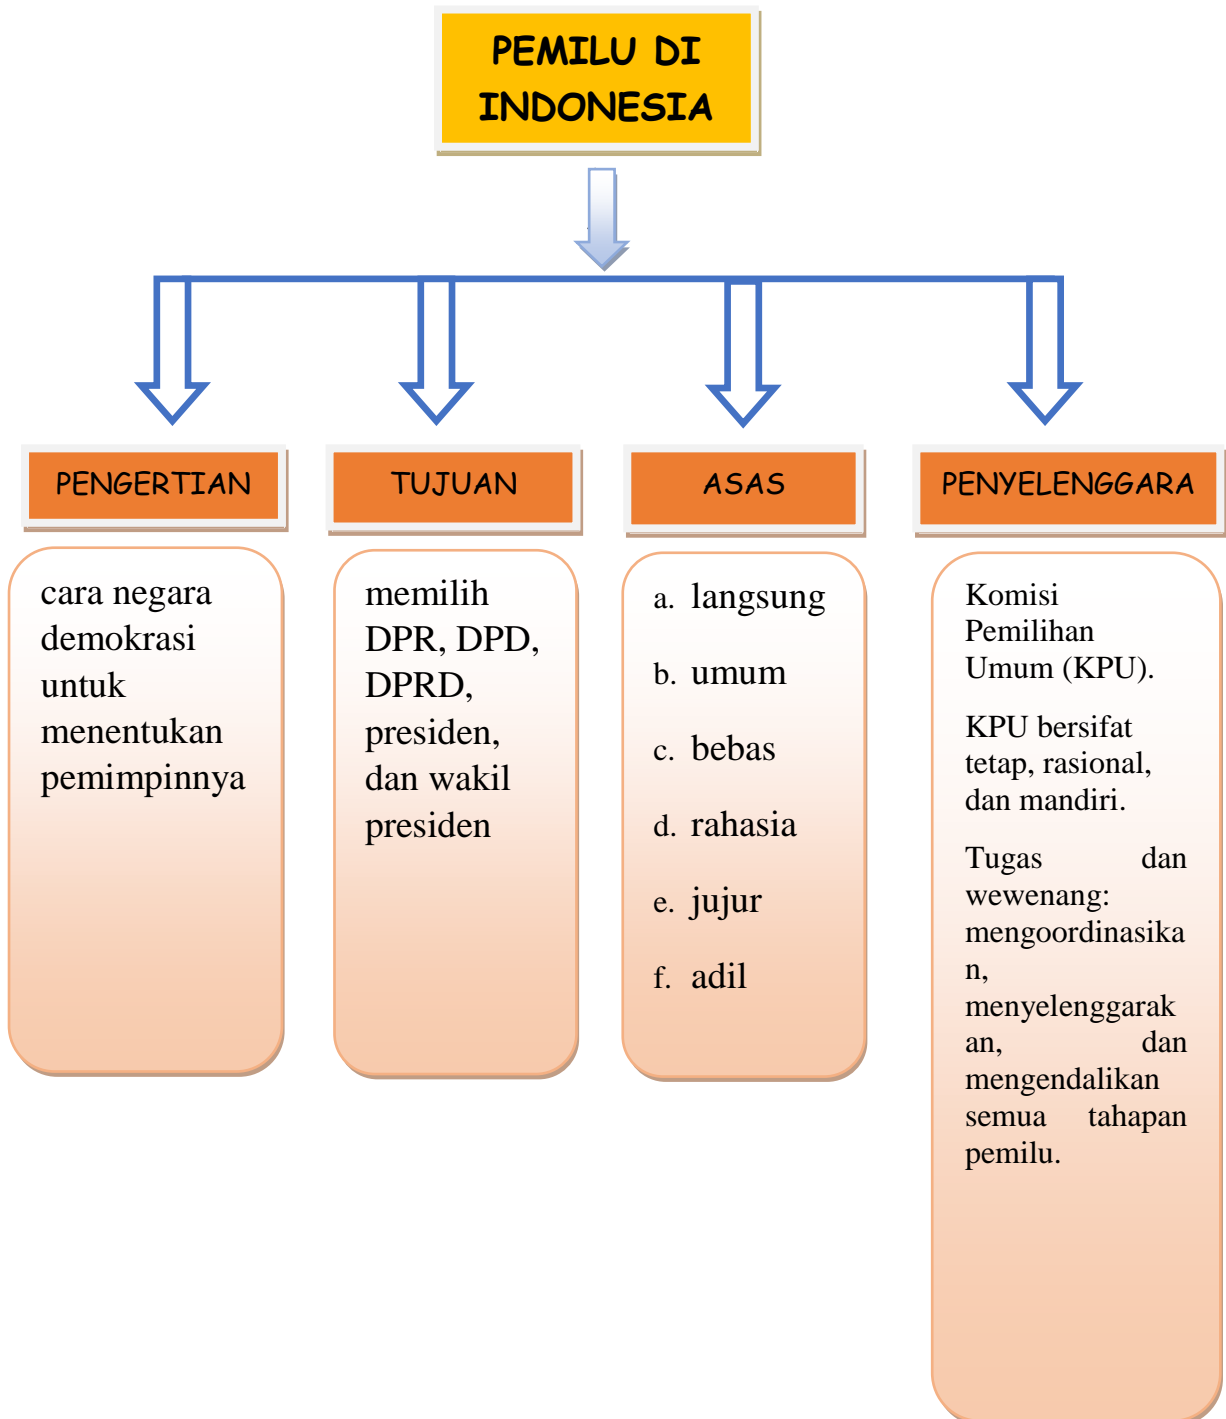 PEMILU DI
INDONESIA
PENGERTIAN
cara negara
demokrasi
untuk
menentukan
pemimpinnya
TUJUAN
memilih
DPR, DPD,
DPRD,
presiden,
dan wakil
presiden
ASAS
a. langsung
b. umum
c. bebas
d. rahasia
e. jujur
f. adil
PENYELENGGARA
Komisi
Pemilihan
Umum (KPU).
KPU bersifat
tetap, rasional,
dan mandiri.
Tugas dan
wewenang:
mengoordinasika
n,
menyelenggarak
an, dan
mengendalikan
semua tahapan
pemilu.